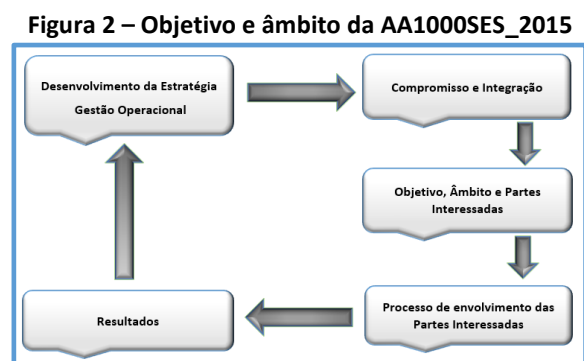 Figura 2 – Objetivo e âmbito da AA1000SES_2015
Desenvolvimento da Estratégia
Gestão Operacional
Compromisso e Integração
Objetivo, Âmbito e Partes
Interessadas
Processo de envolvimento das
Partes Interessadas
Resultados